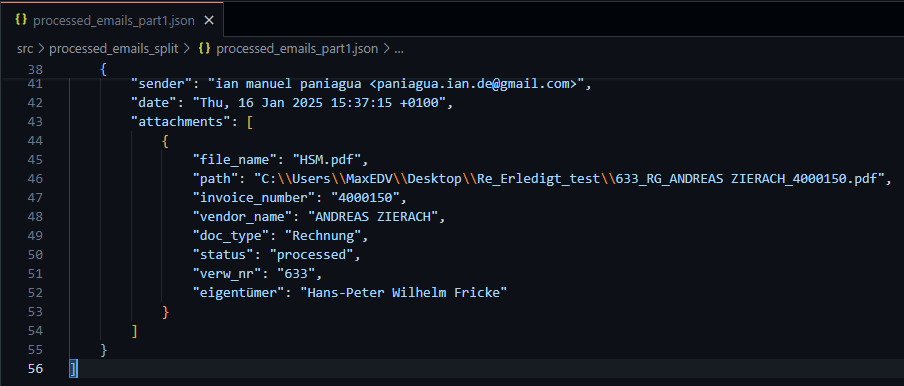 {} processed_emails_part1.json ×
src > processed_emails_split > {} processed_emails_part1.json > ...
38 {
41 "sender": "ian manuel paniagua <paniagua.ian.de@gmail.com>",
42 "date": "Thu, 16 Jan 2025 15:37:15 +0100",
43 "attachments": [
44 {
45 "file_name": "HSM.pdf",
46 "path": "C:\\Users\\MaxEDV\\Desktop\\Re_Erledigt_test\\633_RG_ANDREAS ZIERACH_4000150.pdf",
47 "invoice_number": "4000150",
48 "vendor_name": "ANDREAS ZIERACH",
49 "doc_type": "Rechnung",
50 "status": "processed",
51 "verw_nr": "633",
52 "eigentümer": "Hans-Peter Wilhelm Fricke"
53 }
54 ]
55 }
56 ]